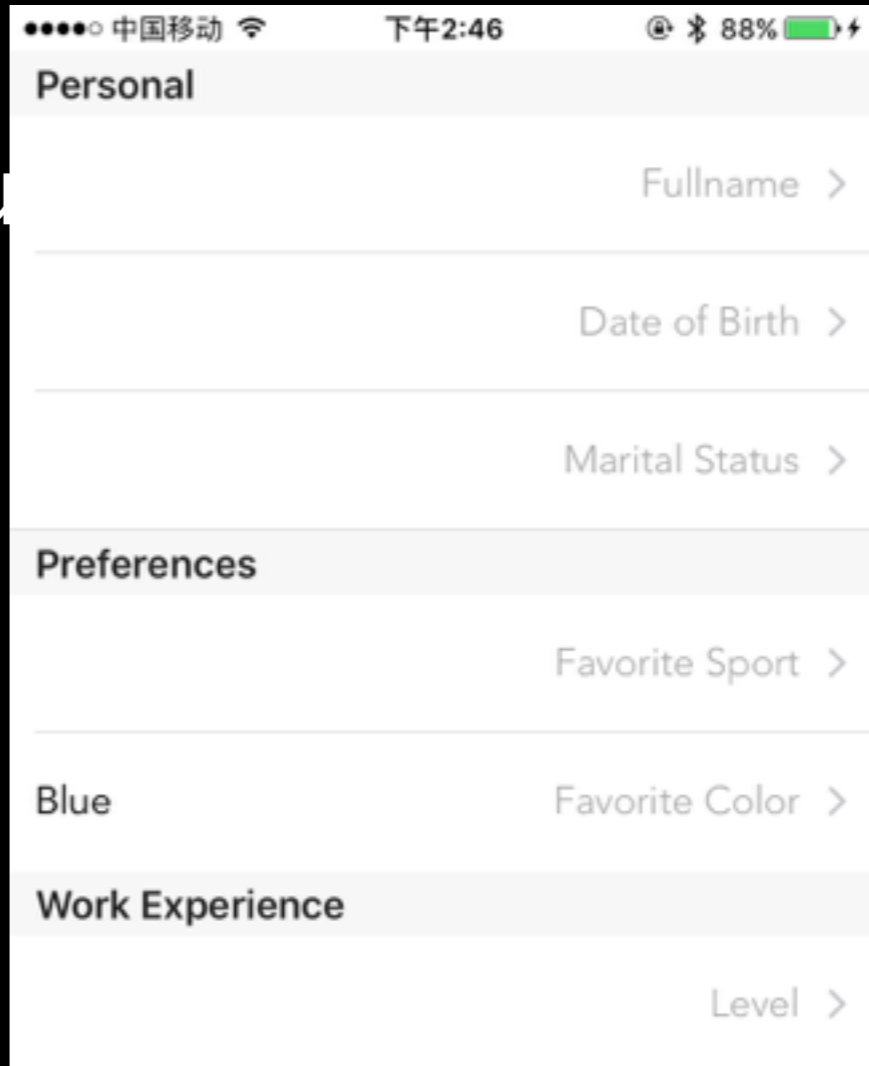 中国移动 下午2:46 88%
Personal
Fullname
Date of Birth
Marital Status
Preferences
Favorite Sport
Blue Favorite Color
Work Experience
Level